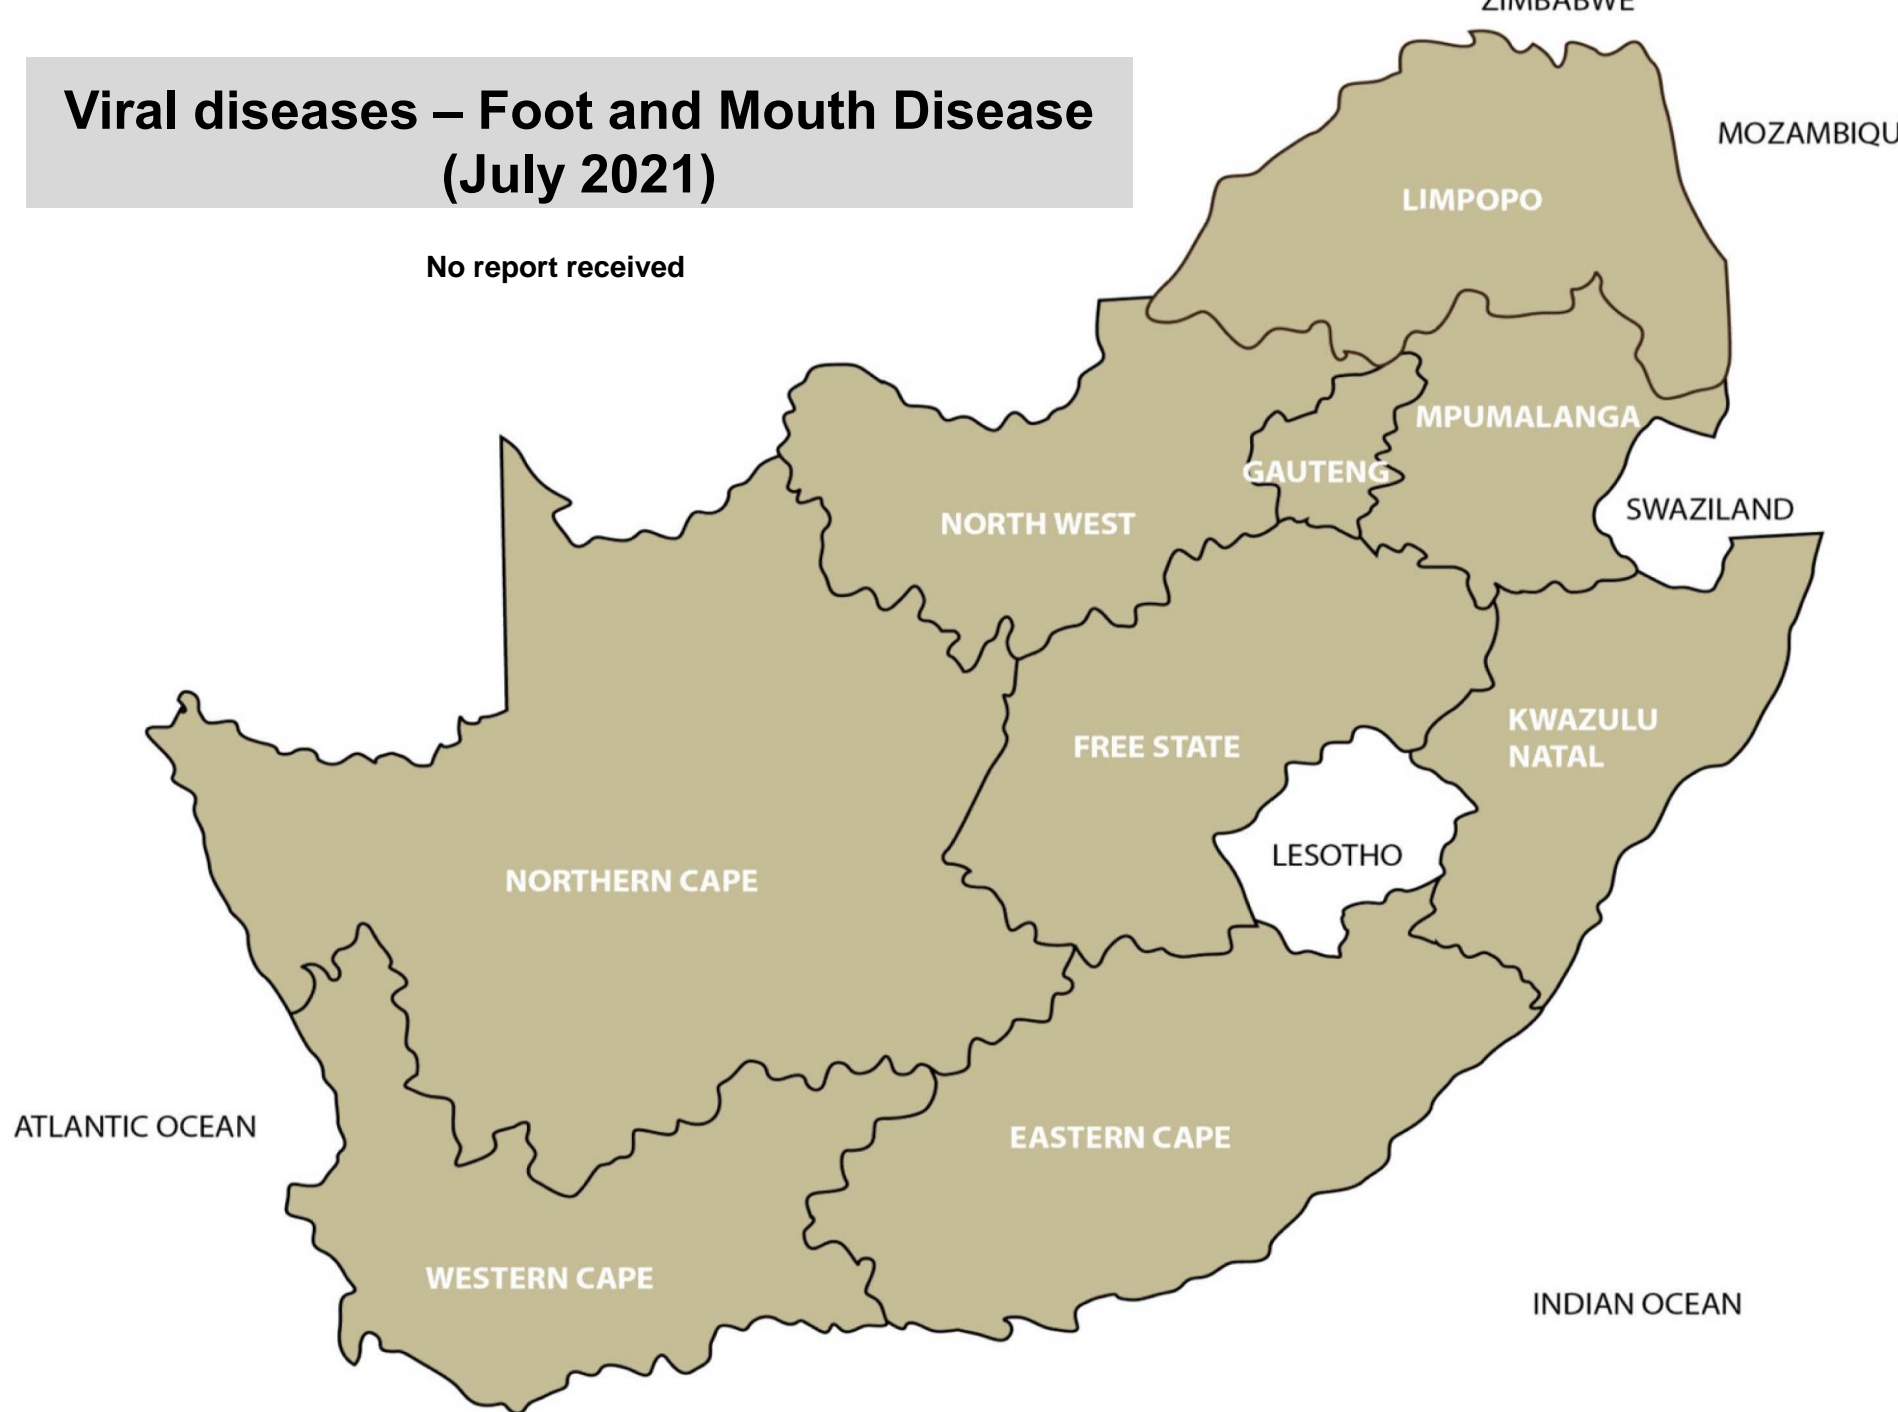 ZIMBABWE
Viral diseases – Foot and Mouth Disease
(July 2021)
MOZAMBIQU
LIMPOPO
No report received
MPUMALANGA
GAUTENG
SWAZILAND
NORTH WEST
KWAZULU
NATAL
FREE STATE
LESOTHO
NORTHERN CAPE
ATLANTIC OCEAN
EASTERN CAPE
WESTERN CAPE
INDIAN OCEAN